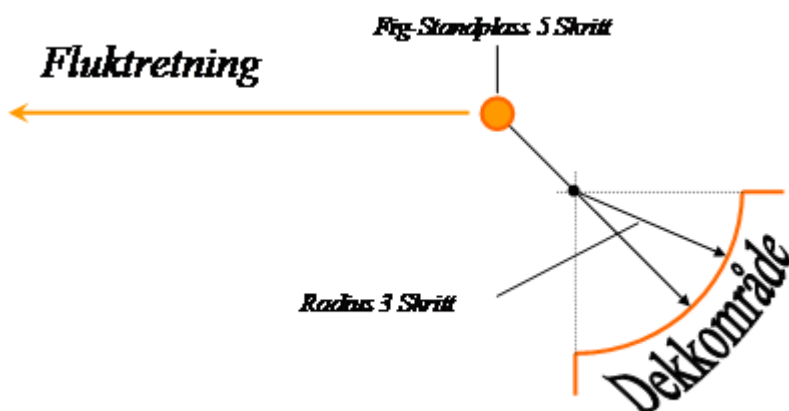 Fig-Standplass 5 Skritt
Fluktretning
Radius 3 Skritt
Dekkområde